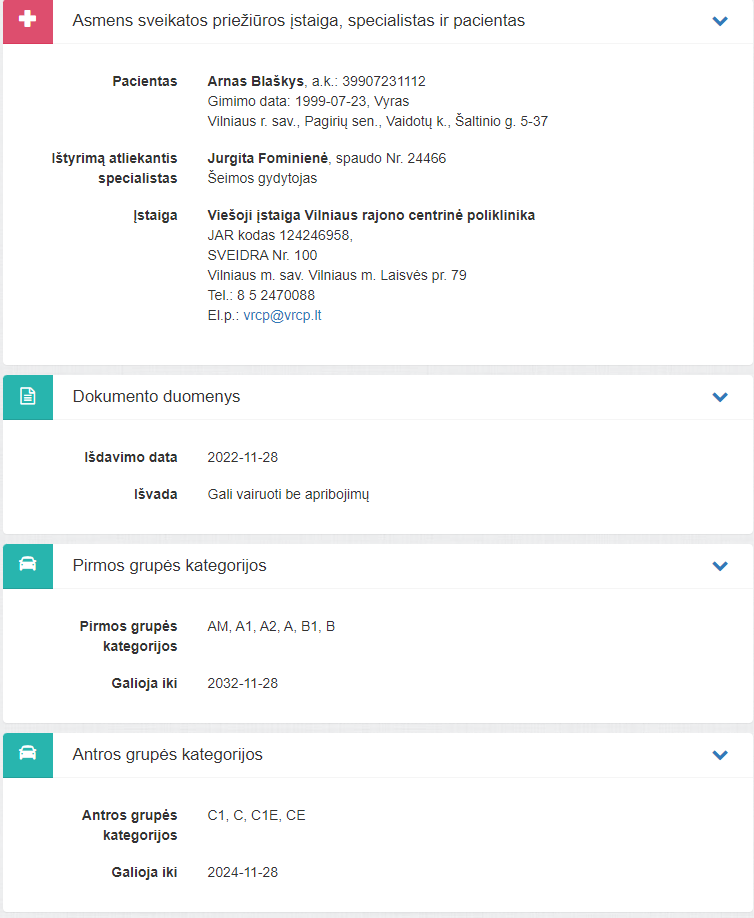 Asmens sveikatos priežiūros įstaiga, specialistas ir pacientas
Pacientas
Arnas Blaškys, a.k.: 39907231112
Gimimo data: 1999-07-23, Vyras
Vilniaus r. sav., Pagirių sen., Vaidotų k., Šaltinio g. 5-37
Ištyrimą atliekantis
specialistas
Jurgita Fominienė, spaudo Nr. 24466
Šeimos gydytojas
Įstaiga
Viešoji įstaiga Vilniaus rajono centrinė poliklinika
JAR kodas 124246958,
SVEIDRA Nr. 100
Vilniaus m. sav. Vilniaus m. Laisvės pr. 79
Tel.: 8 5 2470088
El.p.: vrcp@vrcp.lt
Dokumento duomenys
Išdavimo data
2022-11-28
Išvada
Gali vairuoti be apribojimų
Pirmos grupės kategorijos
Pirmos grupės
kategorijos
AM, A1, A2, A, B1, B
Galioja iki
2032-11-28
Antros grupės kategorijos
Antros grupės
kategorijos
C1, C, C1E, CE
Galioja iki
2024-11-28